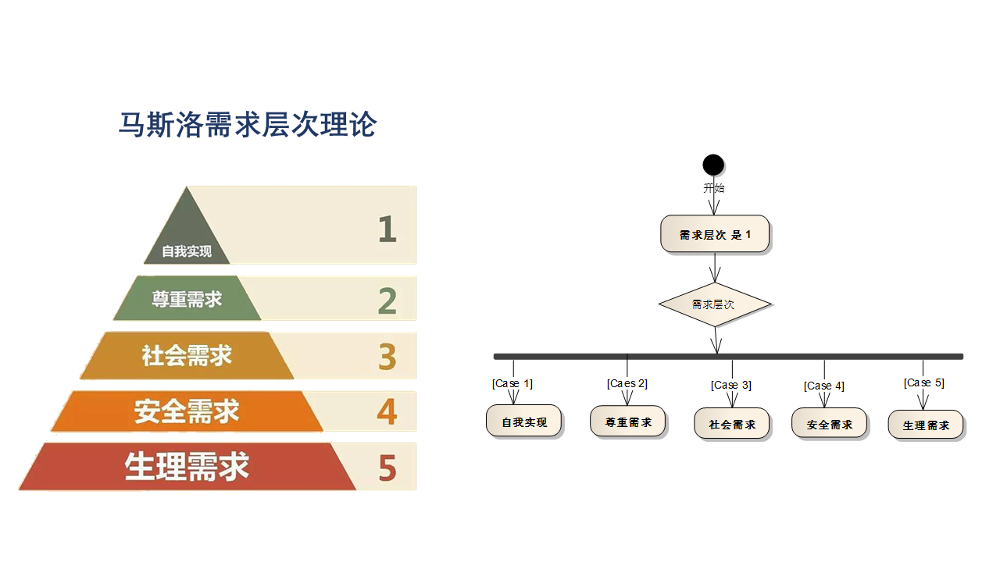 马斯洛需求层次理论
自我实现
1
尊重需求
2
社会需求
3
安全需求
4
生理需求
5
开始
需求层次 是 1
需求层次
[Case 1]
[Caes 2]
[Case 3]
[Case 4]
[Case 5]
自我实现
尊重需求
社会需求
安全需求
生理需求